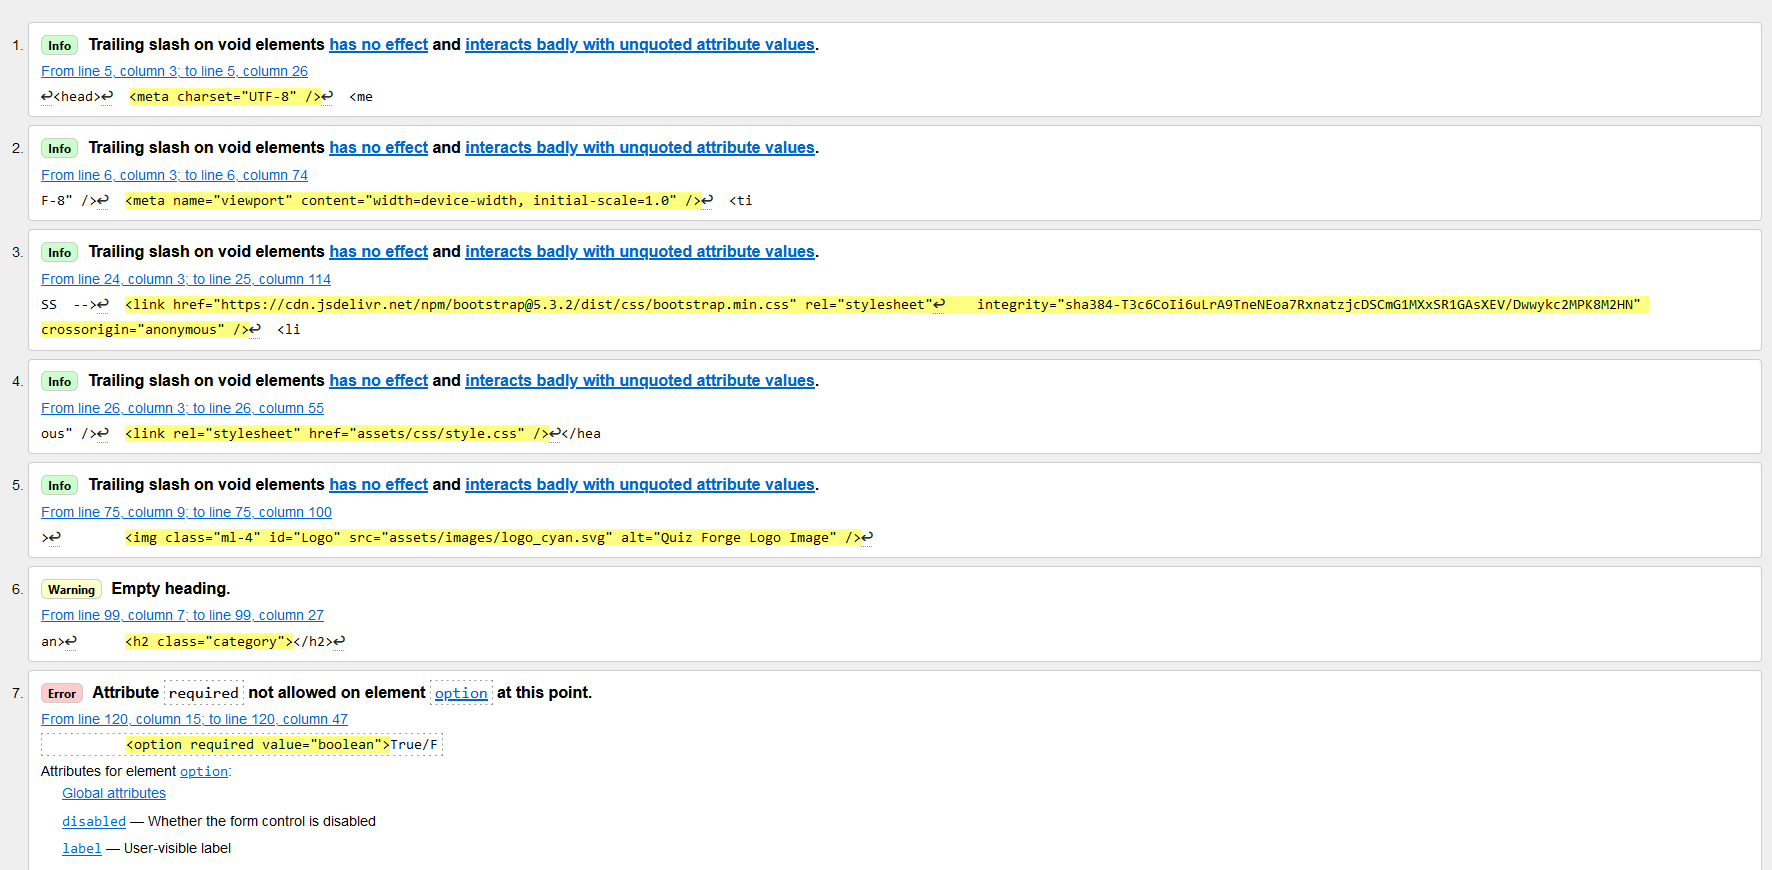 1. Info Trailing slash on void elements has no effect and interacts badly with unquoted attribute values.
From line 5, column 3; to line 5, column 26
↩<head>↩  <meta charset="UTF-8" />↩  <me
2. Info Trailing slash on void elements has no effect and interacts badly with unquoted attribute values.
From line 6, column 3; to line 6, column 74
F-8" />↩  <meta name="viewport" content="width=device-width, initial-scale=1.0" />↩  <ti
3. Info Trailing slash on void elements has no effect and interacts badly with unquoted attribute values.
From line 24, column 3; to line 25, column 114
SS  -->↩  <link href="https://cdn.jsdelivr.net/npm/bootstrap@5.3.2/dist/css/bootstrap.min.css" rel="stylesheet"↩    integrity="sha384-T3c6CoIi6uLrA9TneNEoa7RxnatzjcDSCmG1MXxSR1GAsXEV/Dwwykc2MPK8M2HN"
crossorigin="anonymous" />↩  <li
4. Info Trailing slash on void elements has no effect and interacts badly with unquoted attribute values.
From line 26, column 3; to line 26, column 55
ous" />↩  <link rel="stylesheet" href="assets/css/style.css" />↩</hea
5. Info Trailing slash on void elements has no effect and interacts badly with unquoted attribute values.
From line 75, column 9; to line 75, column 100
>↩        <img class="ml-4" id="Logo" src="assets/images/logo_cyan.svg" alt="Quiz Forge Logo Image" />↩
6. Warning Empty heading.
From line 99, column 7; to line 99, column 27
an>↩      <h2 class="category"></h2>↩
7. Error Attribute required not allowed on element option at this point.
From line 120, column 15; to line 120, column 47
<option required value="boolean">True/F
Attributes for element option:
Global attributes
disabled — Whether the form control is disabled
label — User-visible label